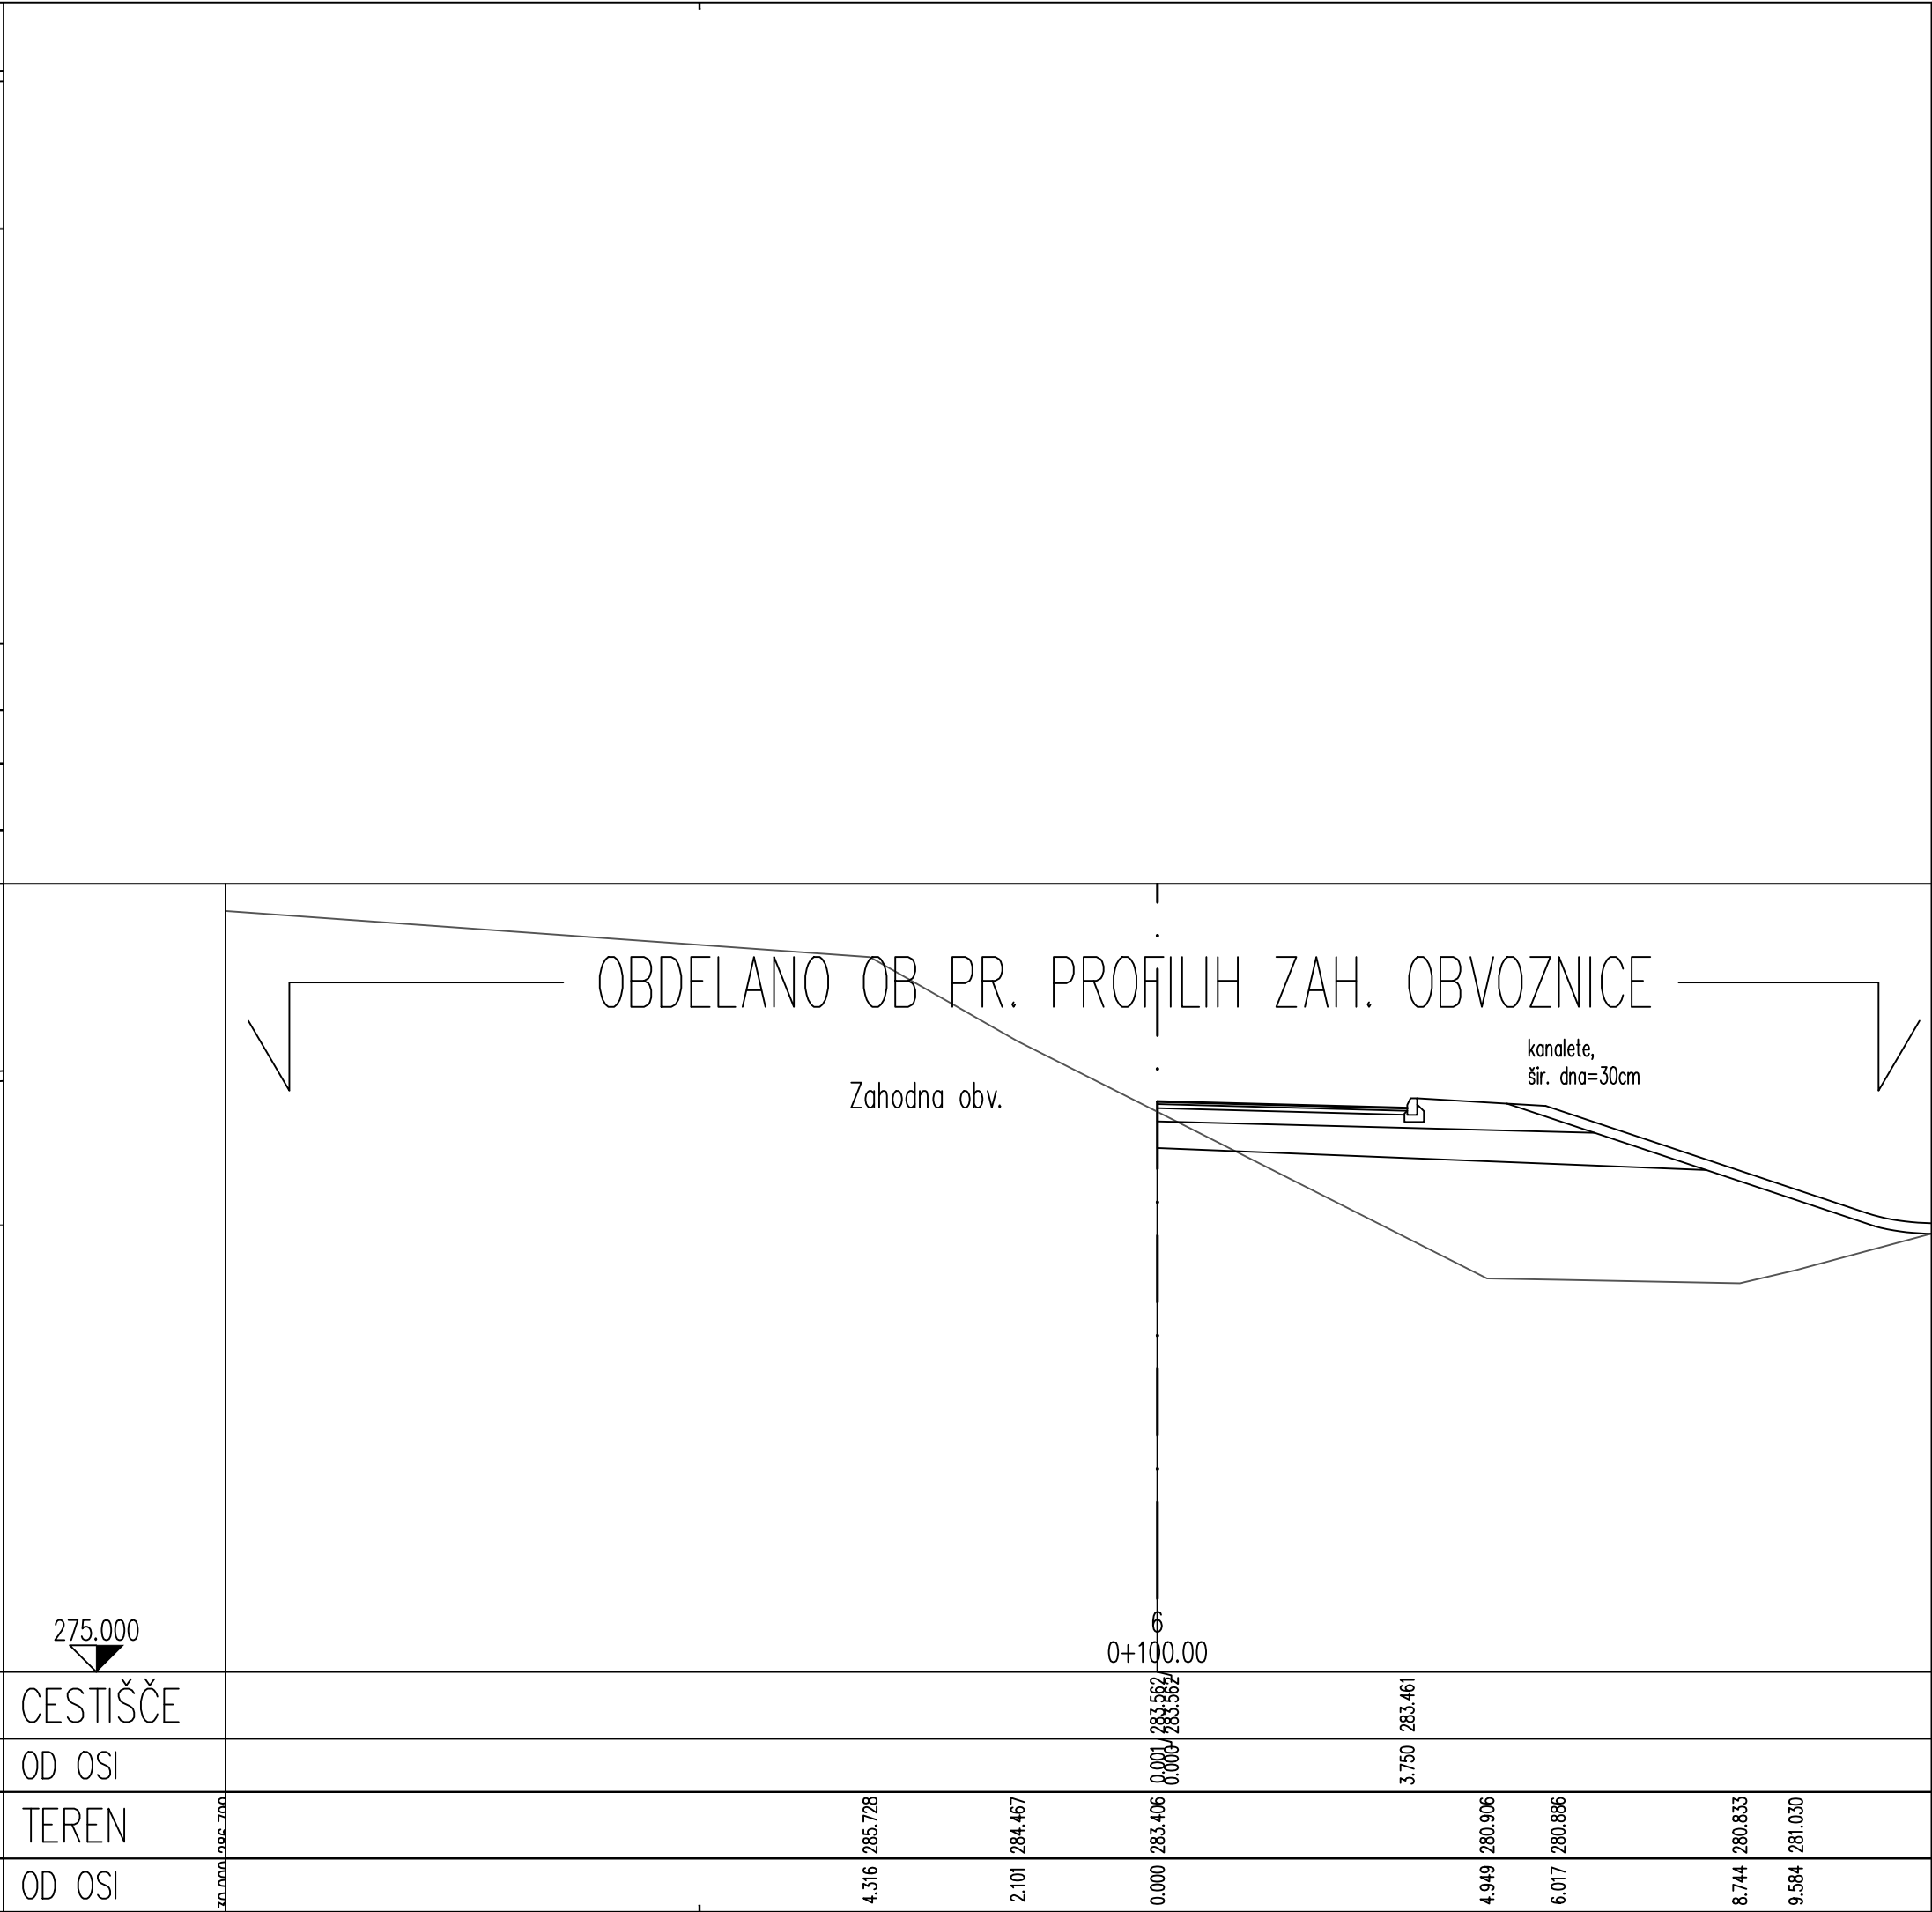 OBDELANO OB PR. PROFILIH ZAH. OBVOZNICE
kanalete,
šir. dna=30cm
Zahodna obv.
275.000
6
0+100.00
CESTIŠČE 283.562 283.562 283.461
OD OSI 0.001 0.000 3.750
TEREN 285.728 284.467 283.406 280.906 280.886 280.833 281.030
OD OSI 4.316 2.101 0.000 4.949 6.017 8.744 9.584